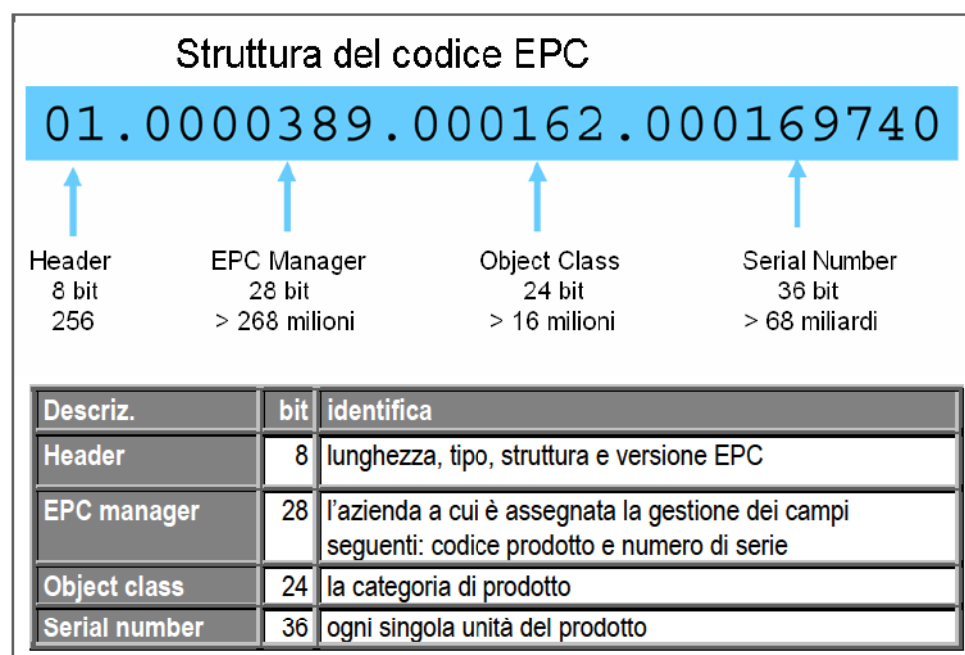 Struttura del codice EPC
01.0000389.000162.000169740
Header EPC Manager Object Class Serial Number
8 bit 28 bit 24 bit 36 bit
256 > 268 milioni > 16 milioni > 68 miliardi
Descriz. bit identifica
Header 8 lunghezza, tipo, struttura e versione EPC
EPC manager 28 l'azienda a cui è assegnata la gestione dei campi
seguenti: codice prodotto e numero di serie
Object class 24 la categoria di prodotto
Serial number 36 ogni singola unità del prodotto